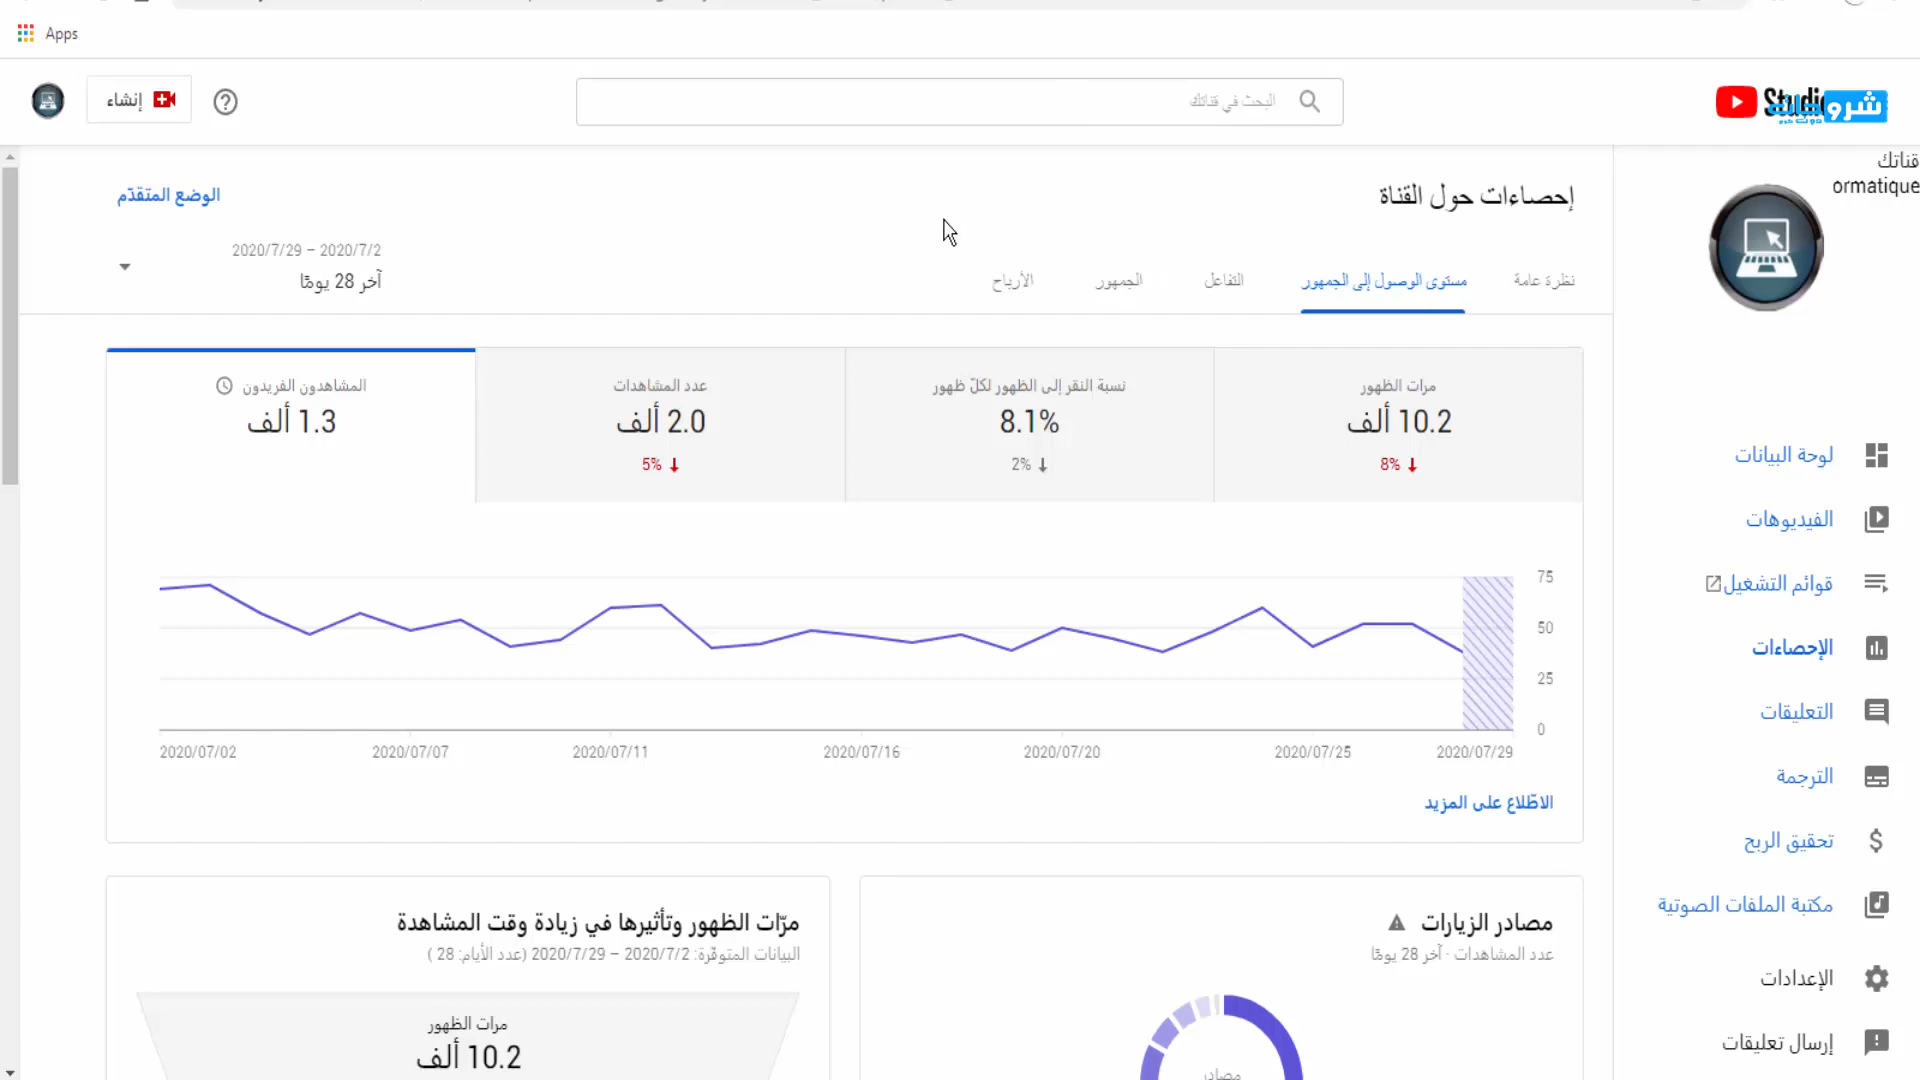 Apps
Studio
شروحات
دوت كوم
البحث في قناتك
إنشاء
قناتك
ormatique
إحصاءات حول القناة
الوضع المتقدّم
2020/7/29 – 2020/7/2
آخر 28 يومًا
نظرة عامة
مستوى الوصول إلى الجمهور
التفاعل
الجمهور
الأرباح
مرات الظهور
10.2 ألف
8%
نسبة النقر إلى الظهور لكلّ ظهور
8.1%
2%
عدد المشاهدات
2.0 ألف
5%
المشاهدون الفريدون
1.3 ألف
75
50
25
0
2020/07/02
2020/07/07
2020/07/11
2020/07/16
2020/07/20
2020/07/25
2020/07/29
الاطّلاع على المزيد
لوحة البيانات
الفيديوهات
قوائم التشغيل
الإحصاءات
التعليقات
الترجمة
تحقيق الربح
مكتبة الملفات الصوتية
الإعدادات
إرسال تعليقات
مصادر الزيارات
عدد المشاهدات · آخر 28 يومًا
مصادر
مرّات الظهور وتأثيرها في زيادة وقت المشاهدة
البيانات المتوفّرة: 2020/7/2 – 2020/7/29 (عدد الأيام: 28 )
مرات الظهور
10.2 ألف